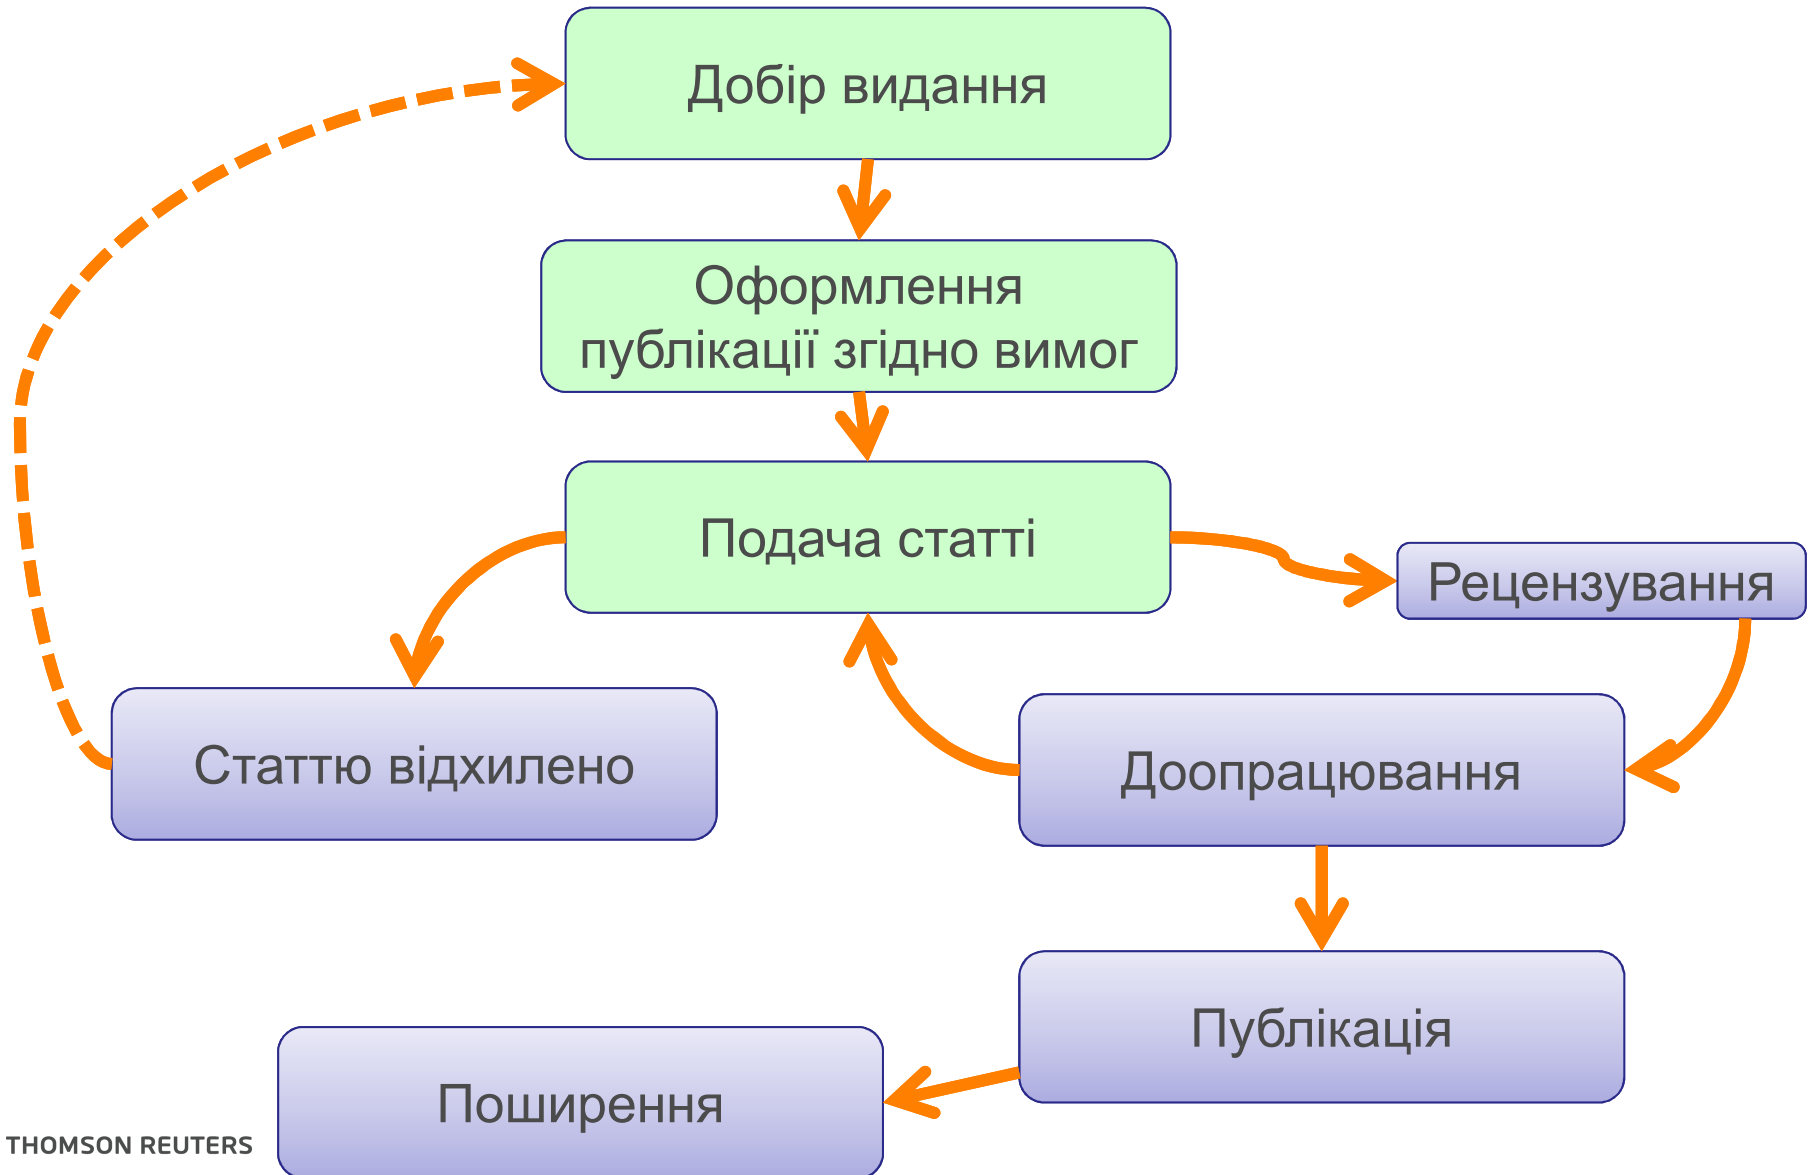 Добір видання
Оформлення
публікації згідно вимог
Подача статті
Рецензування
Статтю відхилено
Доопрацювання
Публікація
Поширення
THOMSON REUTERS